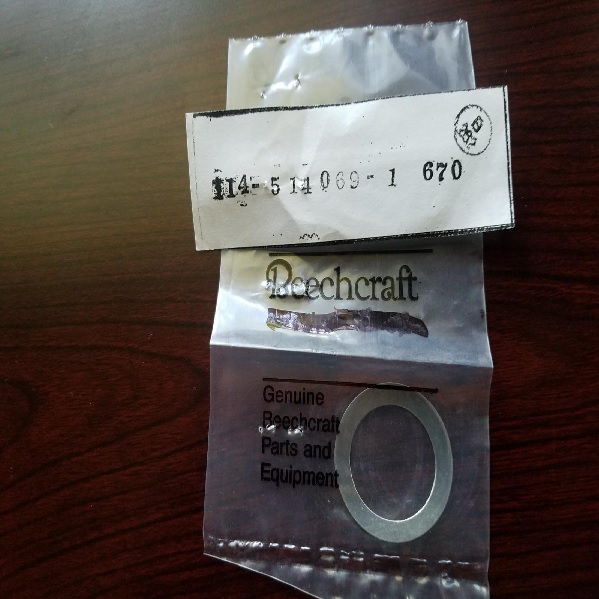 114-514069-1 670
Beechcraft
Genuine
Beechcraft
Parts and
Equipment